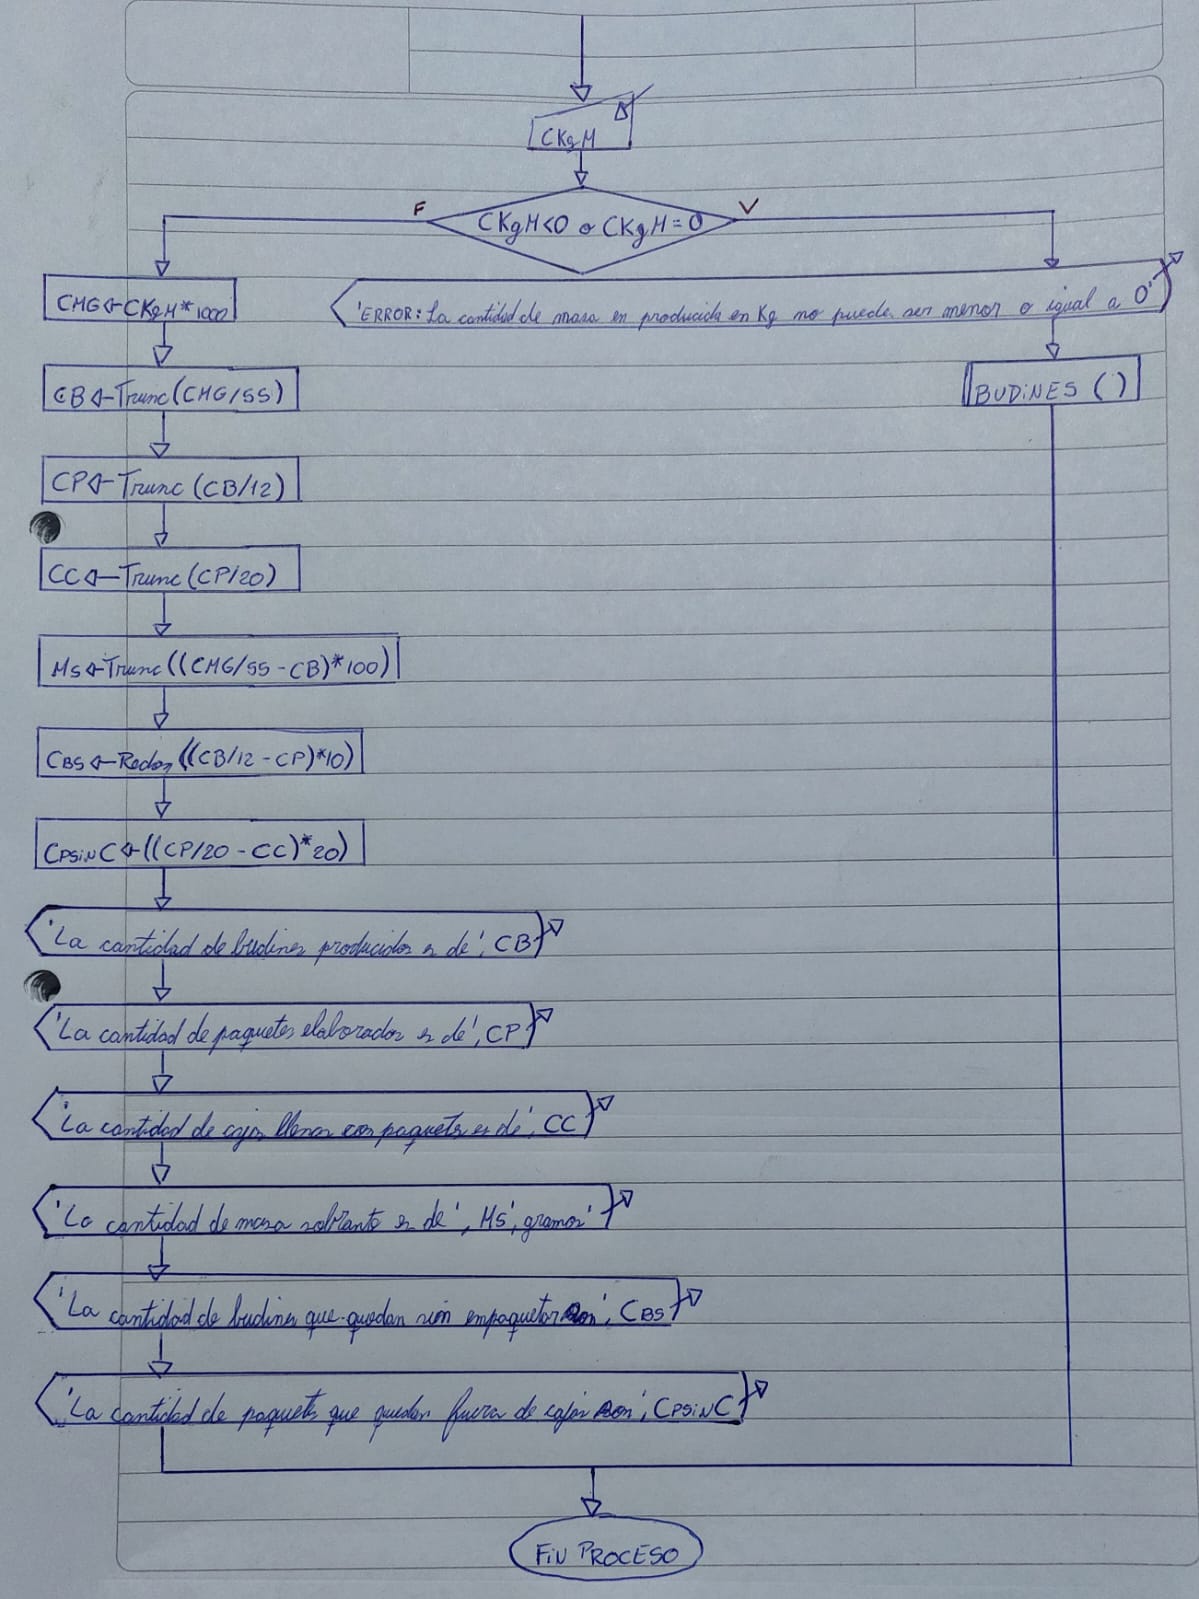 CKgM
CKgM<0 o CKgM=0
F
V
CMG←CKgM*1000
'ERROR: La cantidad de masa en producida en Kg no puede ser menor o igual a 0'
CB←Trunc(CMG/55)
BUDiNES ( )
CP←Trunc (CB/12)
CC←Trunc(CP/20)
MS←Trunc((CMG/55-CB)*100)
CBS←Redon((CB/12-CP)*10)
CPSiNC←((CP/20-CC)*20)
'La cantidad de budines producidos es de', CB
'La cantidad de paquetes elaborados es de', CP
'La cantidad de cajas llenas con paquetes es de', CC
'La cantidad de masa sobrante es de', MS, 'gramos'
'La cantidad de budines que quedan sin empaquetar son', CBS
'La cantidad de paquetes que quedan fuera de cajas son', CPSiNC
FiN PROCESO